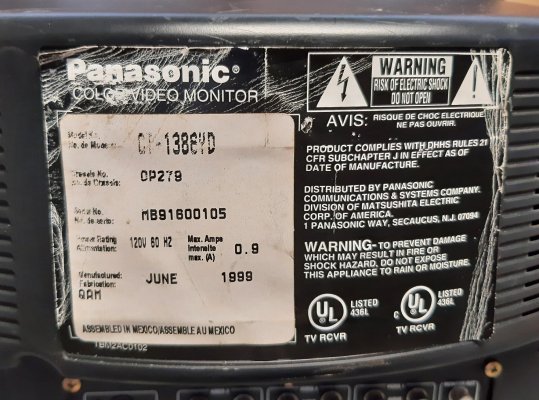 Panasonic®
COLOR VIDEO MONITOR
Model No.
No. de Modelo:
CT-1386YD
Chassis No.
No. de Chassis:
CP279
Serie No.
No. de serie:
MB91600105
Power Rating
Alimentation:
120V 60 HZ
Max. Amps
Intensite
max. (A)
0.9
Manufactured:
Fabrication:
JUNE 1999
QAM
ASSEMBLED IN MEXICO/ASSEMBLE AU MEXICO
TBM2AC0102
WARNING
RISK OF ELECTRIC SHOCK
DO NOT OPEN
AVIS: RISQUE DE CHOC ELECTRIQUE
NE PAS OUVRIR.
PRODUCT COMPLIES WITH DHHS RULES 21
CFR SUBCHAPTER J IN EFFECT AS OF
DATE OF MANUFACTURE.
DISTRIBUTED BY PANASONIC
COMMUNICATIONS & SYSTEMS COMPANY.
DIVISION OF MATSUSHITA ELECTRIC
CORP. OF AMERICA.
1 PANASONIC WAY, SECAUCUS, N.J. 07094
WARNING- TO PREVENT DAMAGE
WHICH MAY RESULT IN FIRE OR
SHOCK HAZARD. DO NOT EXPOSE
THIS APPLIANCE TO RAIN OR MOISTURE.
UL
LISTED
436L
TV RCVR
C UL
LISTED
436L
TV RCVR